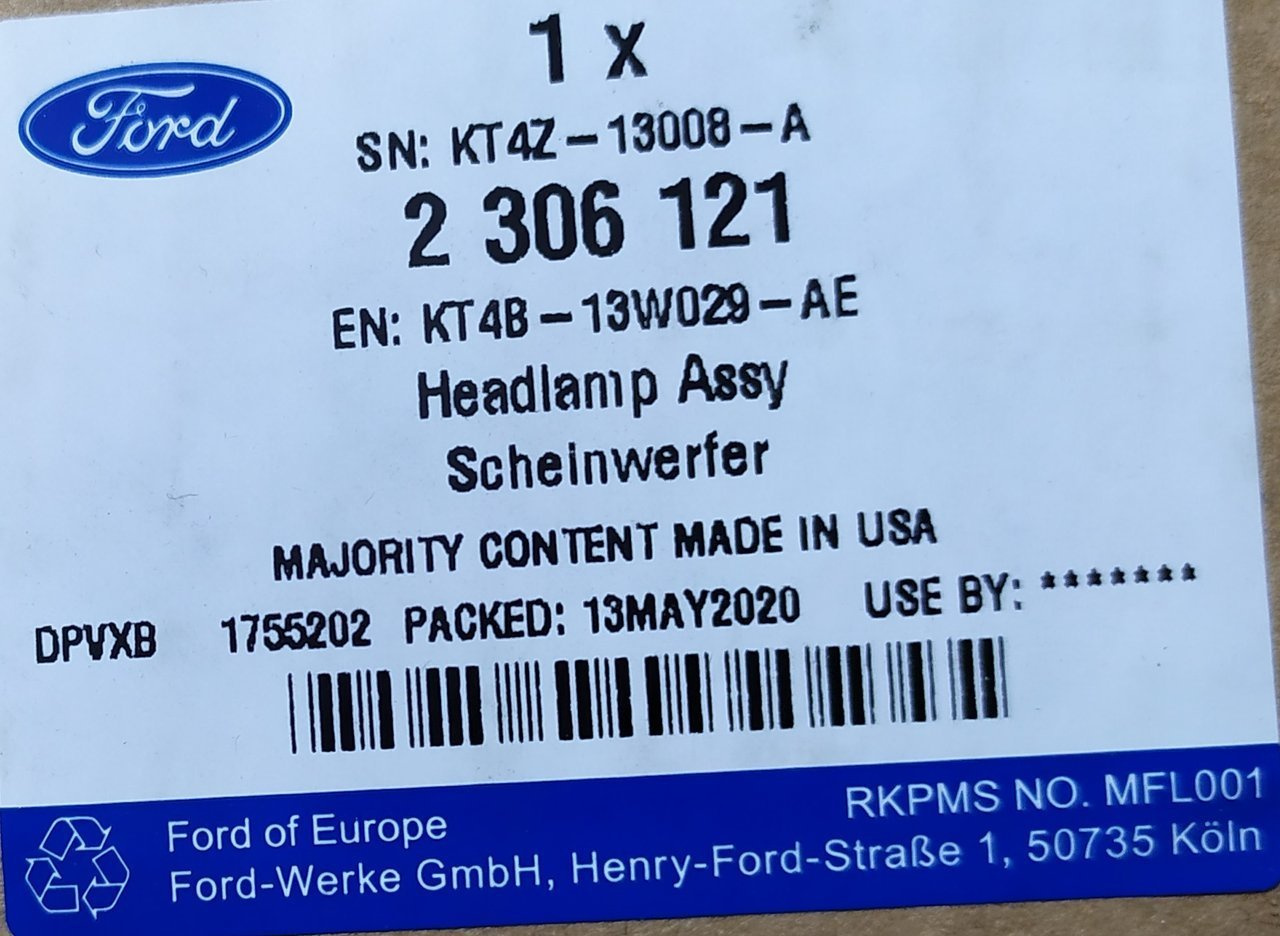 Ford
1 x
SN: KT4Z-13008-A
2 306 121
EN: KT4B-13W029-AE
Headlamp Assy
Scheinwerfer
MAJORITY CONTENT MADE IN USA
DPVXB 1755202 PACKED: 13MAY2020 USE BY: *******
RKPMS NO. MFL001
Ford of Europe
Ford-Werke GmbH, Henry-Ford-Straße 1, 50735 Köln